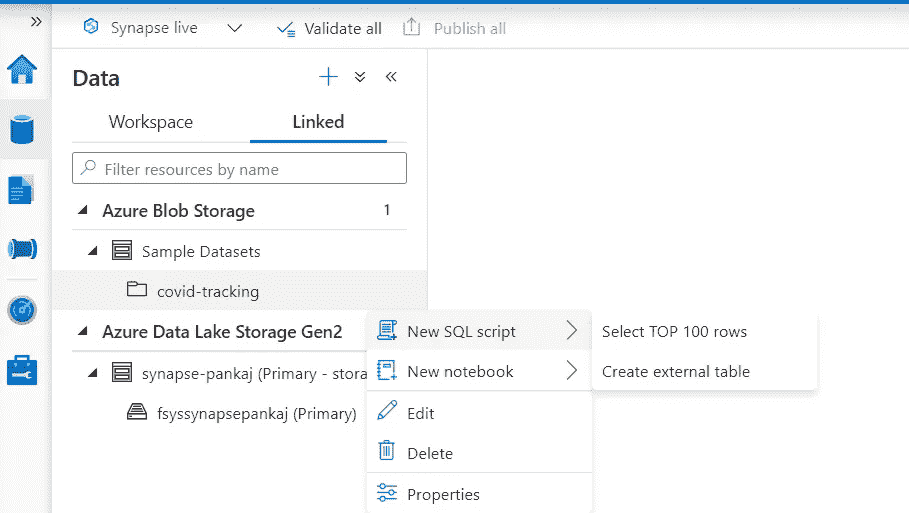 Synapse live
Validate all
Publish all
Data
Workspace
Linked
Filter resources by name
Azure Blob Storage 1
Sample Datasets
covid-tracking
Azure Data Lake Storage Gen2
New SQL script
Select TOP 100 rows
synapse-pankaj (Primary - stora
New notebook
Create external table
fsyssynapsepankaj (Primary)
Edit
Delete
Properties